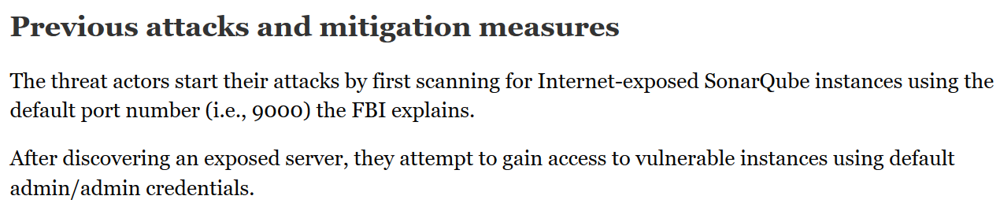 Previous attacks and mitigation measures
The threat actors start their attacks by first scanning for Internet-exposed SonarQube instances using the
default port number (i.e., 9000) the FBI explains.
After discovering an exposed server, they attempt to gain access to vulnerable instances using default
admin/admin credentials.